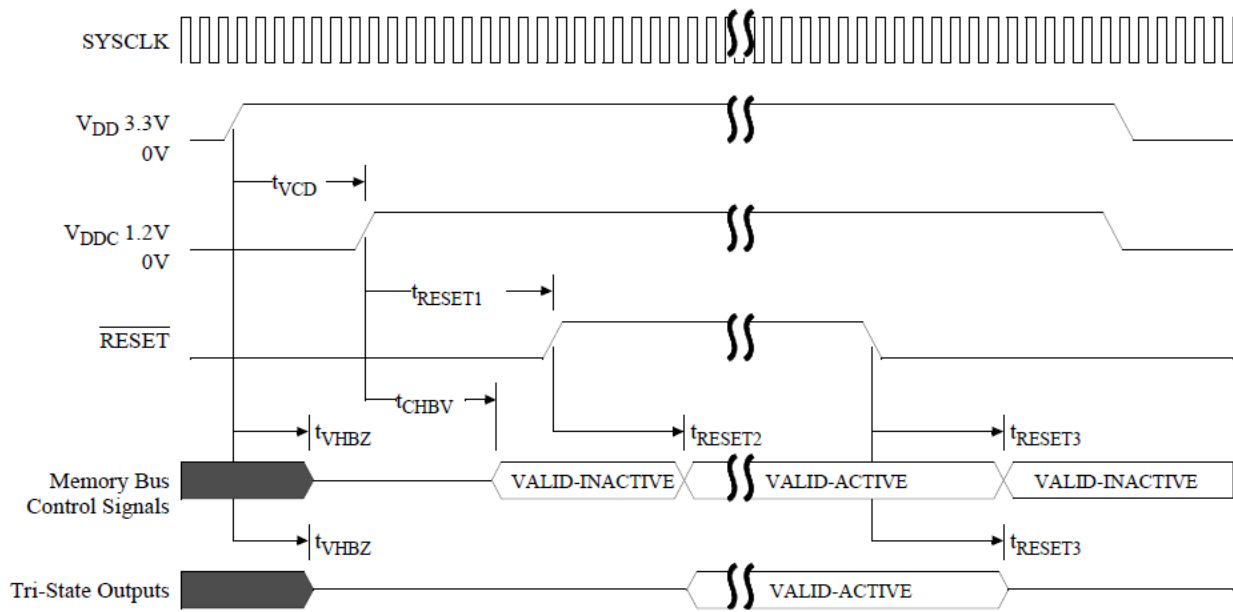 SYSCLK
VDD 3.3V
0V
tVCD
VDDC 1.2V
0V
tRESET1
RESET
tCHBV
tVHBZ
tRESET2
tRESET3
Memory Bus
Control Signals
VALID-INACTIVE
VALID-ACTIVE
VALID-INACTIVE
tVHBZ
tRESET3
Tri-State Outputs
VALID-ACTIVE